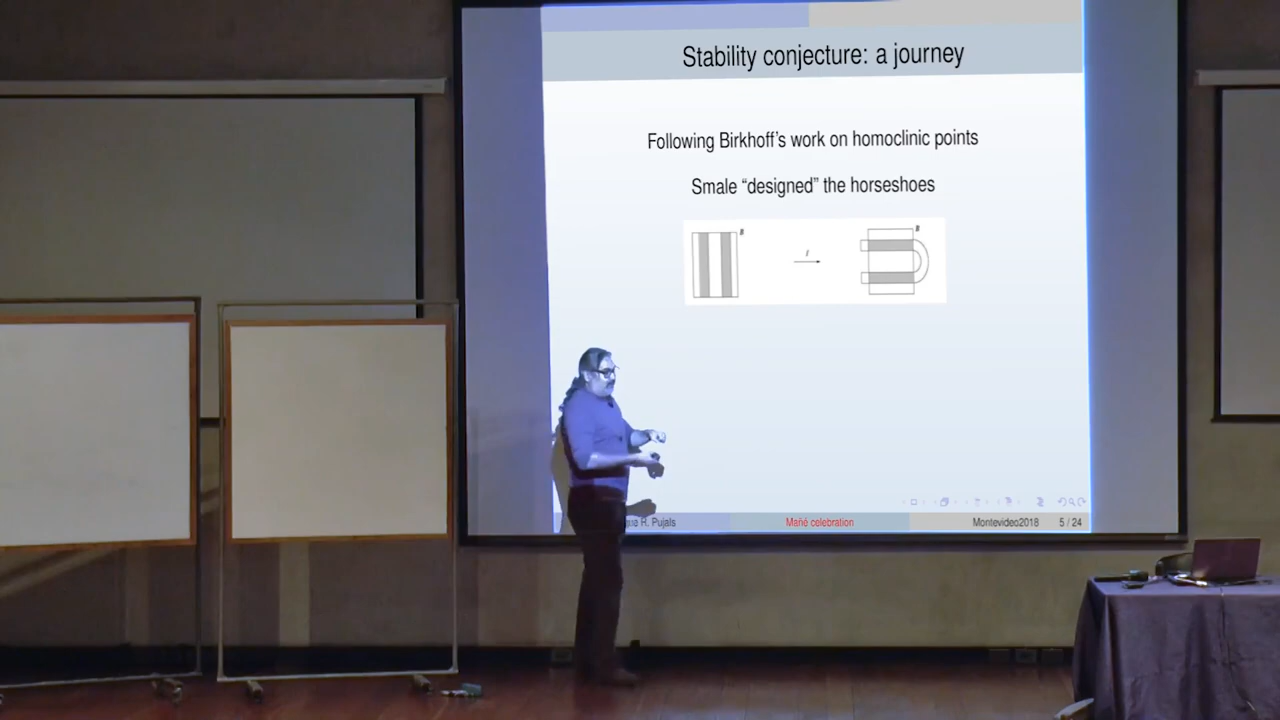 Stability conjecture: a journey
Following Birkhoff's work on homoclinic points
Smale “designed” the horseshoes
B
f
B
R. Pujals
Mañé celebration
Montevideo2018
5 / 24